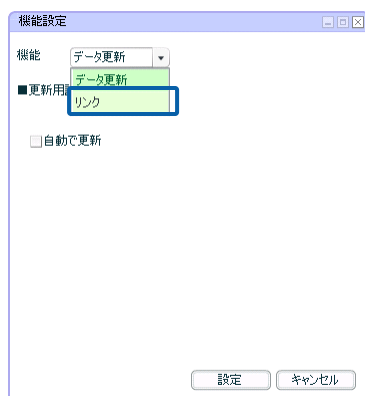 機能設定
機能 データ更新
データ更新
■更新用
リンク
自動で更新
設定 キャンセル